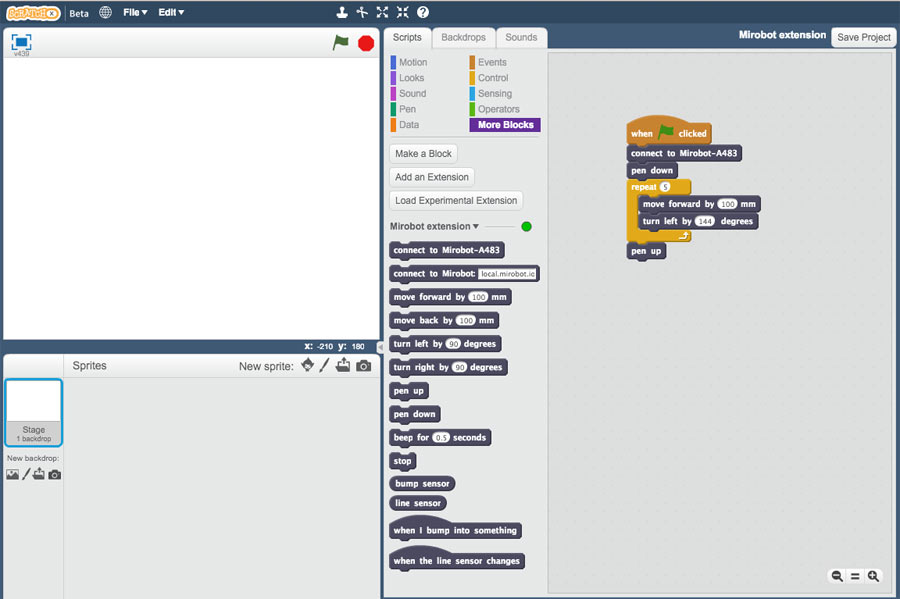 SCRATCHX Beta File▼ Edit▼
v439
x: -210 y: 180
Sprites New sprite:
Stage
1 backdrop
New backdrop:
Scripts Backdrops Sounds
Motion Events
Looks Control
Sound Sensing
Pen Operators
Data More Blocks
Make a Block
Add an Extension
Load Experimental Extension
Mirobot extension▼
connect to Mirobot-A483
connect to Mirobot: local.mirobot.io
move forward by 100 mm
move back by 100 mm
turn left by 90 degrees
turn right by 90 degrees
pen up
pen down
beep for 0.5 seconds
stop
bump sensor
line sensor
when I bump into something
when the line sensor changes
Mirobot extension Save Project
when clicked
connect to Mirobot-A483
pen down
repeat 5
move forward by 100 mm
turn left by 144 degrees
pen up